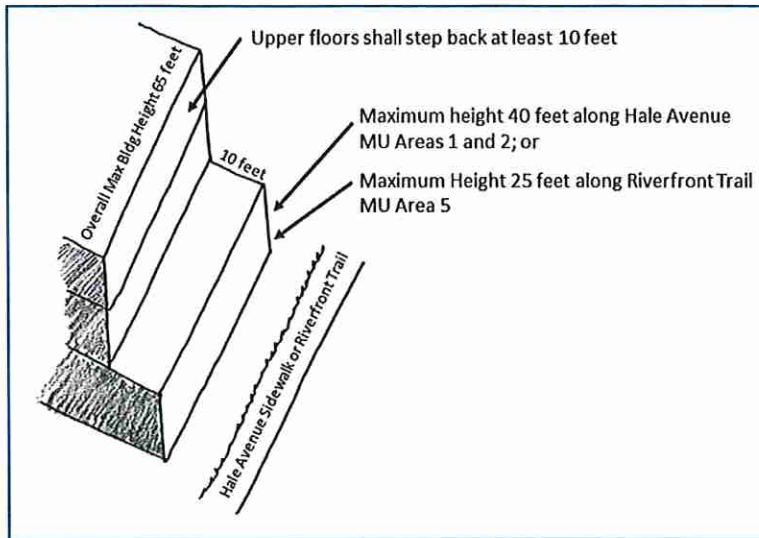 Upper floors shall step back at least 10 feet
Overall Max Bldg Height 65 feet
10 feet
Maximum height 40 feet along Hale Avenue
MU Areas 1 and 2; or
Maximum Height 25 feet along Riverfront Trail
MU Area 5
Hale Avenue Sidewalk or Riverfront Trail